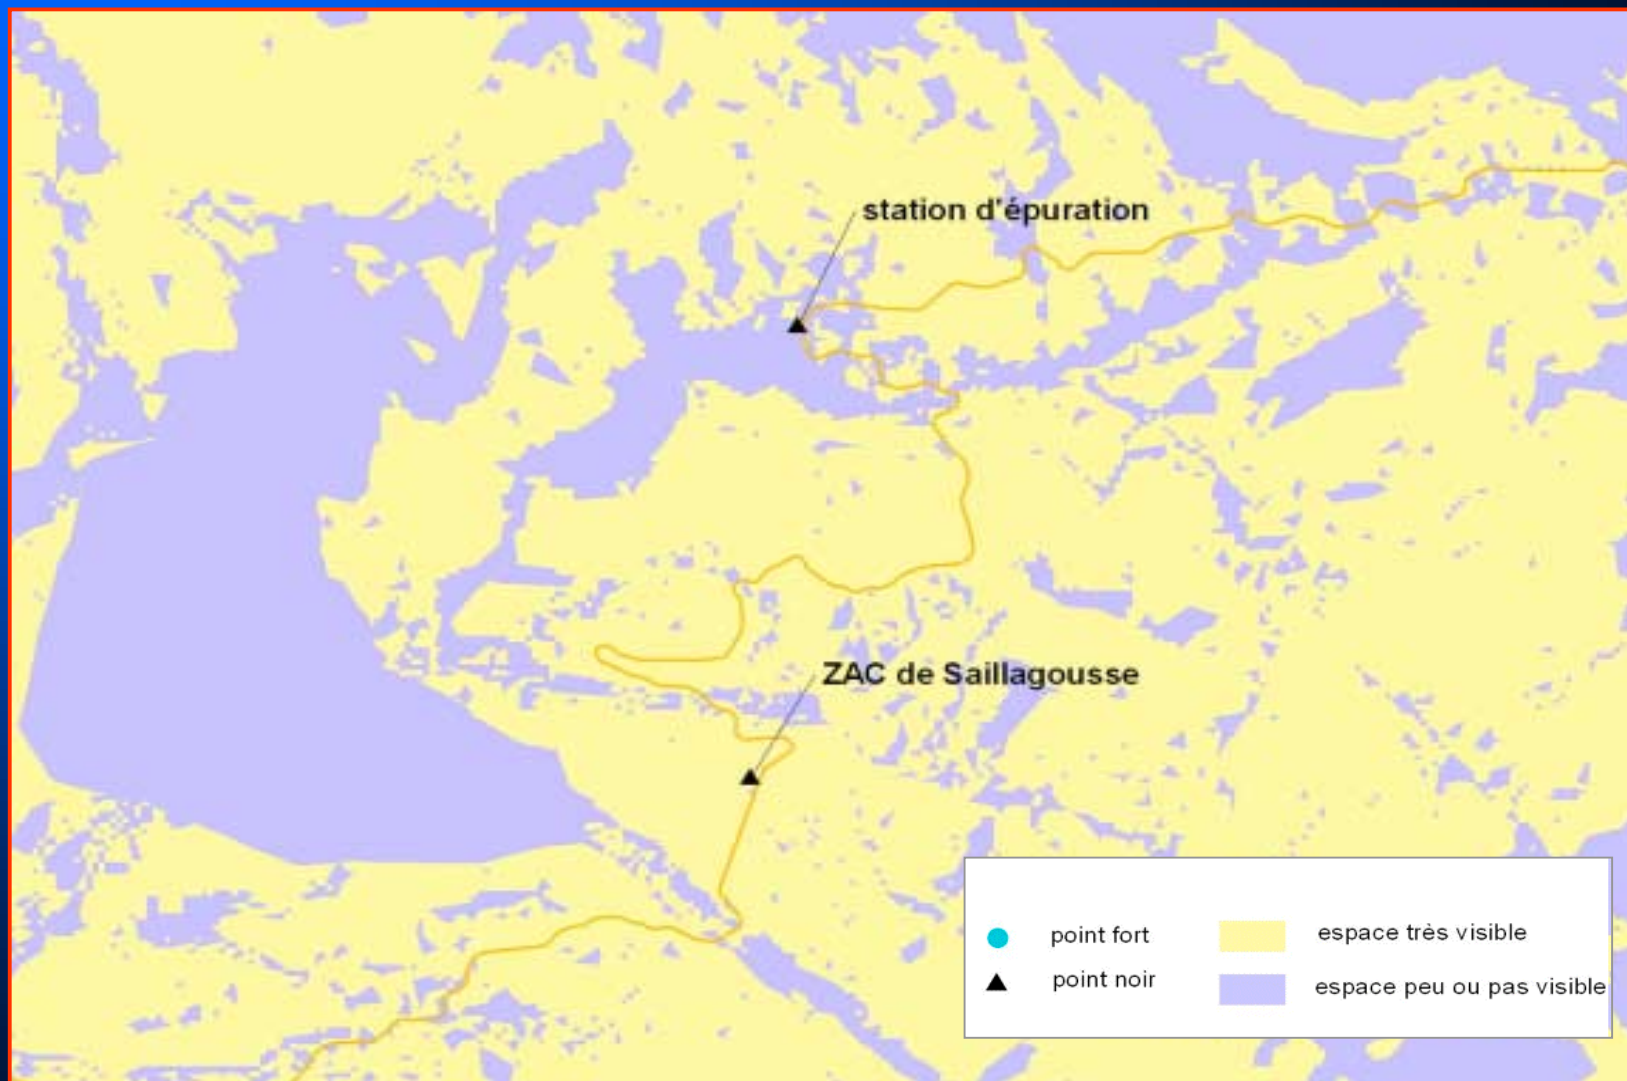 station d'épuration
ZAC de Saillagousse
point fort
espace très visible
point noir
espace peu ou pas visible